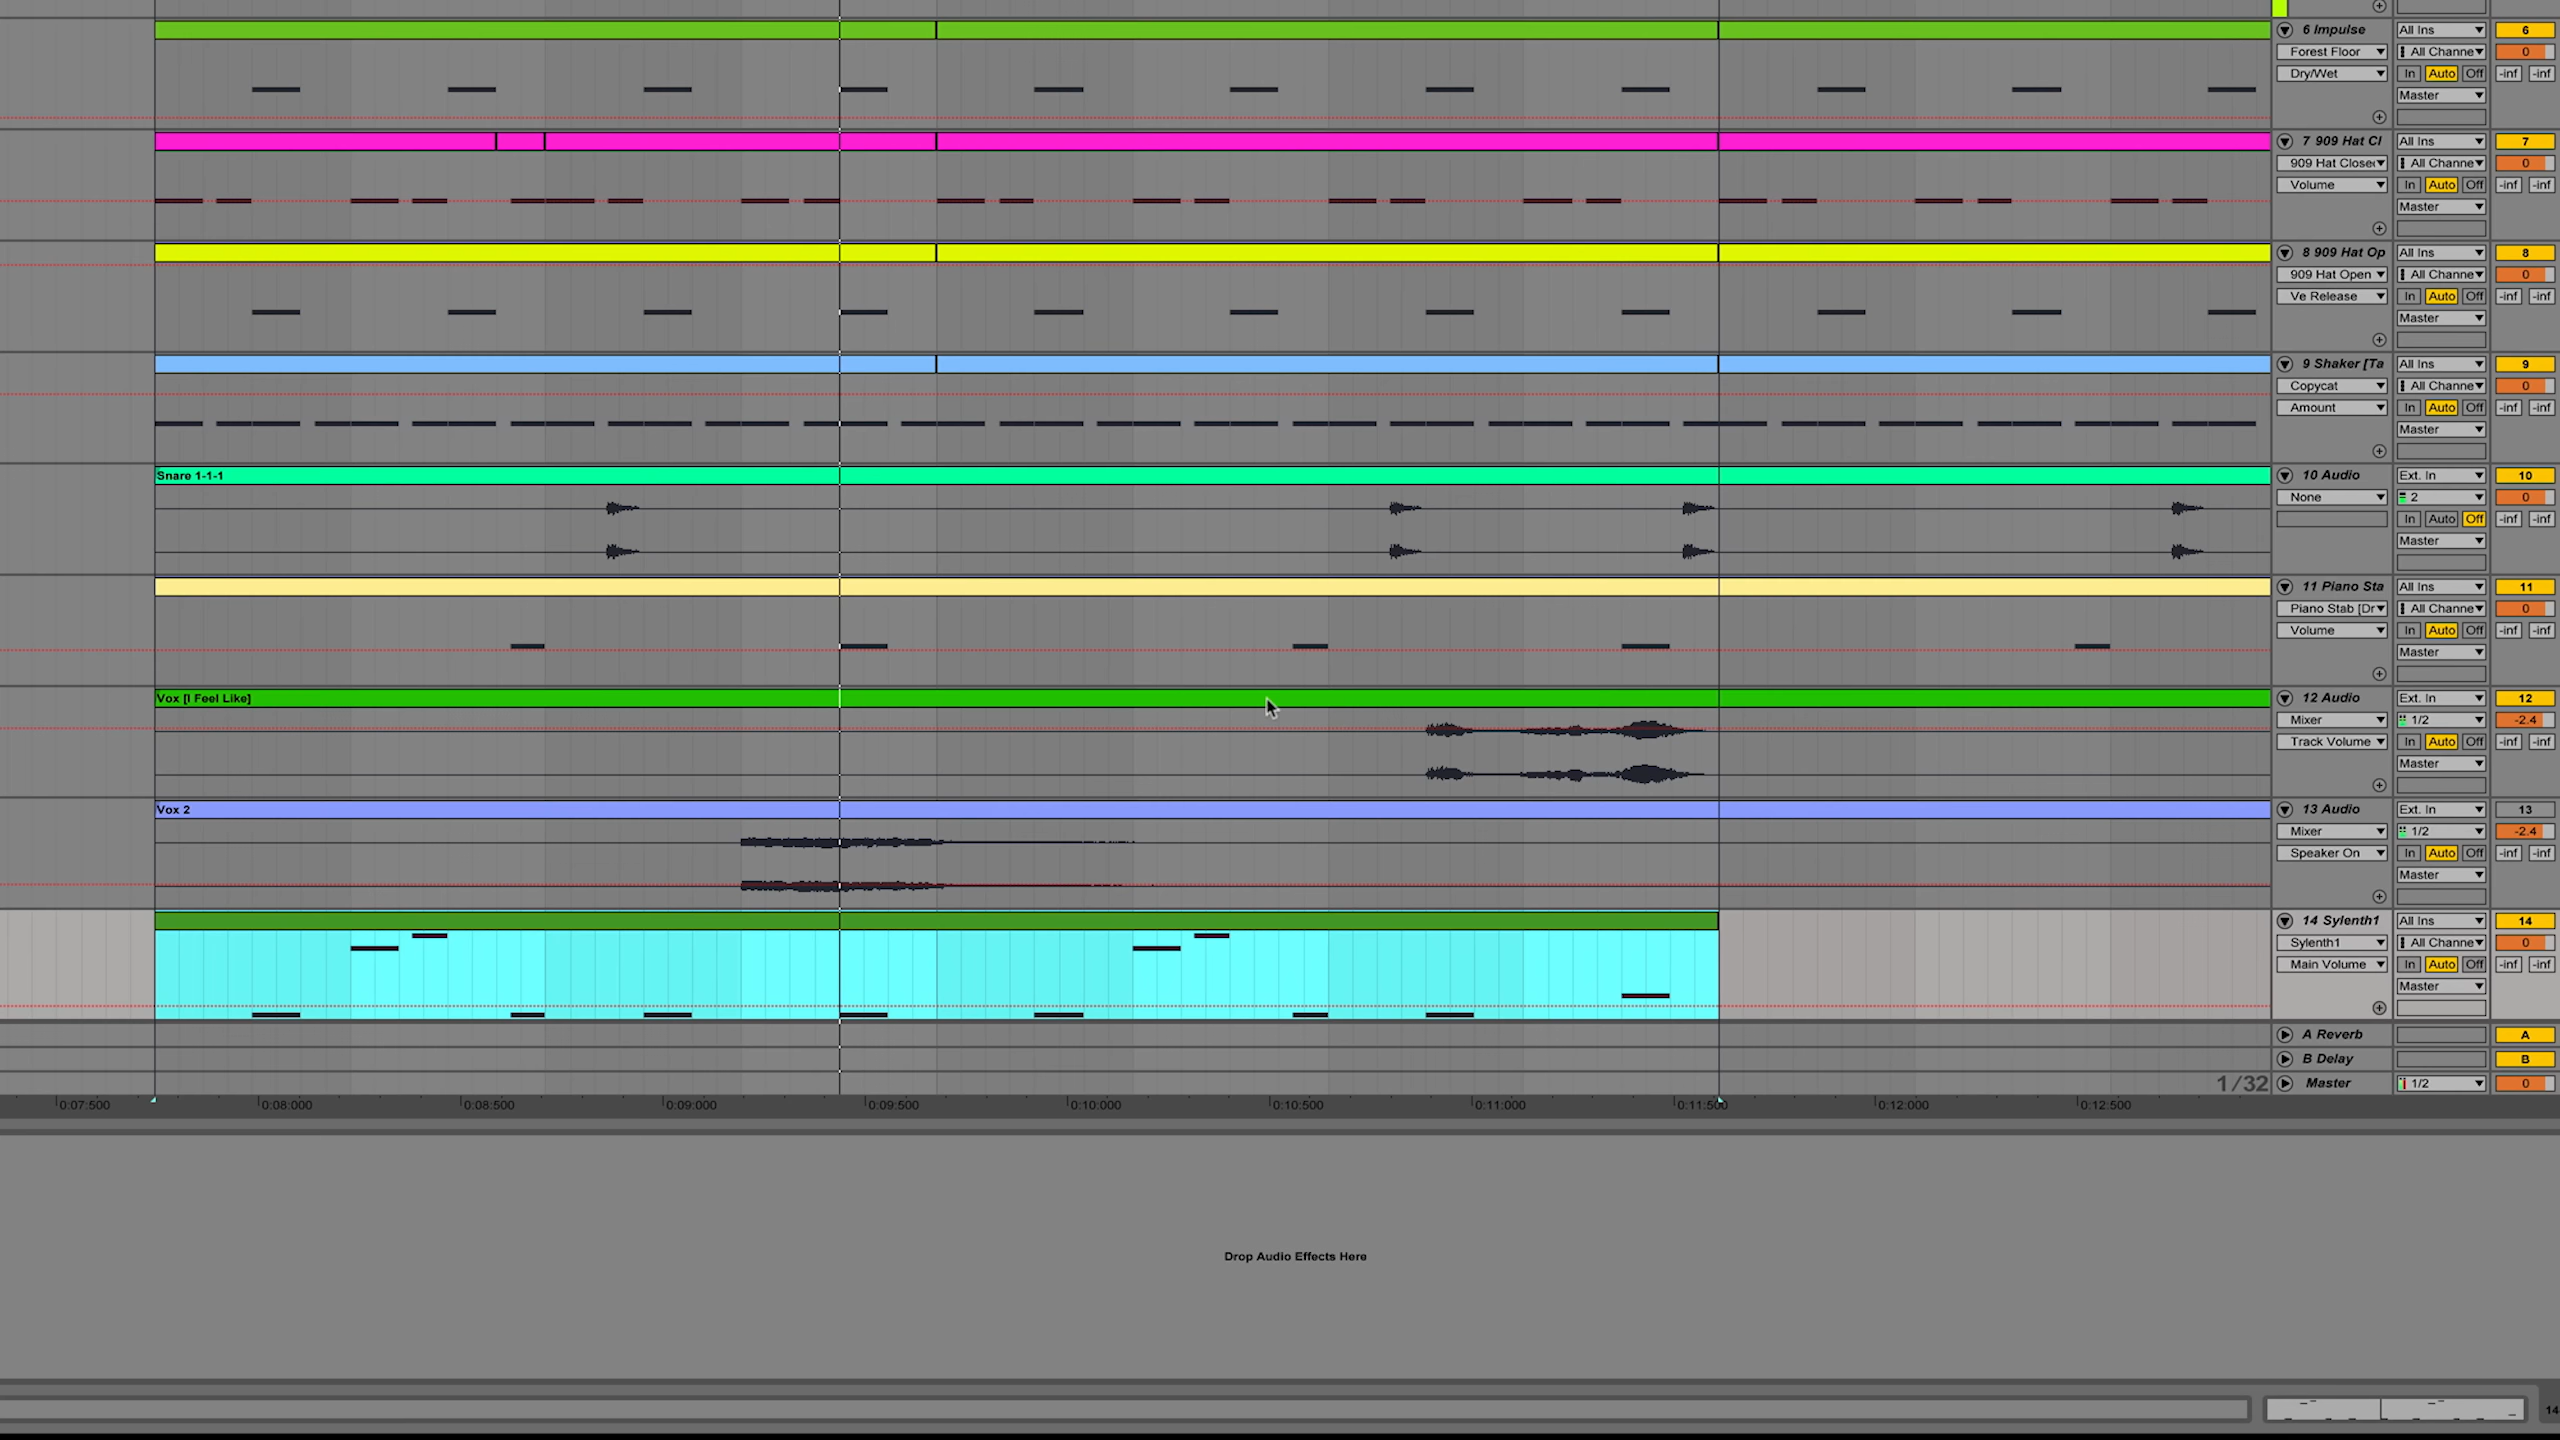 6 Impulse All Ins 6
Forest Floor All Channe 0
Dry/Wet In Auto Off -inf -inf
Master
7 909 Hat Cl All Ins 7
909 Hat Close All Channe 0
Volume In Auto Off -inf -inf
Master
8 909 Hat Op All Ins 8
909 Hat Open All Channe 0
Ve Release In Auto Off -inf -inf
Master
9 Shaker [Ta All Ins 9
Copycat All Channe 0
Amount In Auto Off -inf -inf
Master
Snare 1-1-1 10 Audio Ext. In 10
None 2 0
In Auto Off -inf -inf
Master
11 Piano Sta All Ins 11
Piano Stab [Dr All Channe 0
Volume In Auto Off -inf -inf
Master
Vox [I Feel Like] 12 Audio Ext. In 12
Mixer 1/2 -2.4
Track Volume In Auto Off -inf -inf
Master
Vox 2 13 Audio Ext. In 13
Mixer 1/2 -2.4
Speaker On In Auto Off -inf -inf
Master
14 Sylenth1 All Ins 14
Sylenth1 All Channe 0
Main Volume In Auto Off -inf -inf
Master
A Reverb A
B Delay B
1/32 Master 1/2 0
0:07:500 0:08:000 0:08:500 0:09:000 0:09:500 0:10:000 0:10:500 0:11:000 0:11:500 0:12:000 0:12:500
Drop Audio Effects Here
14